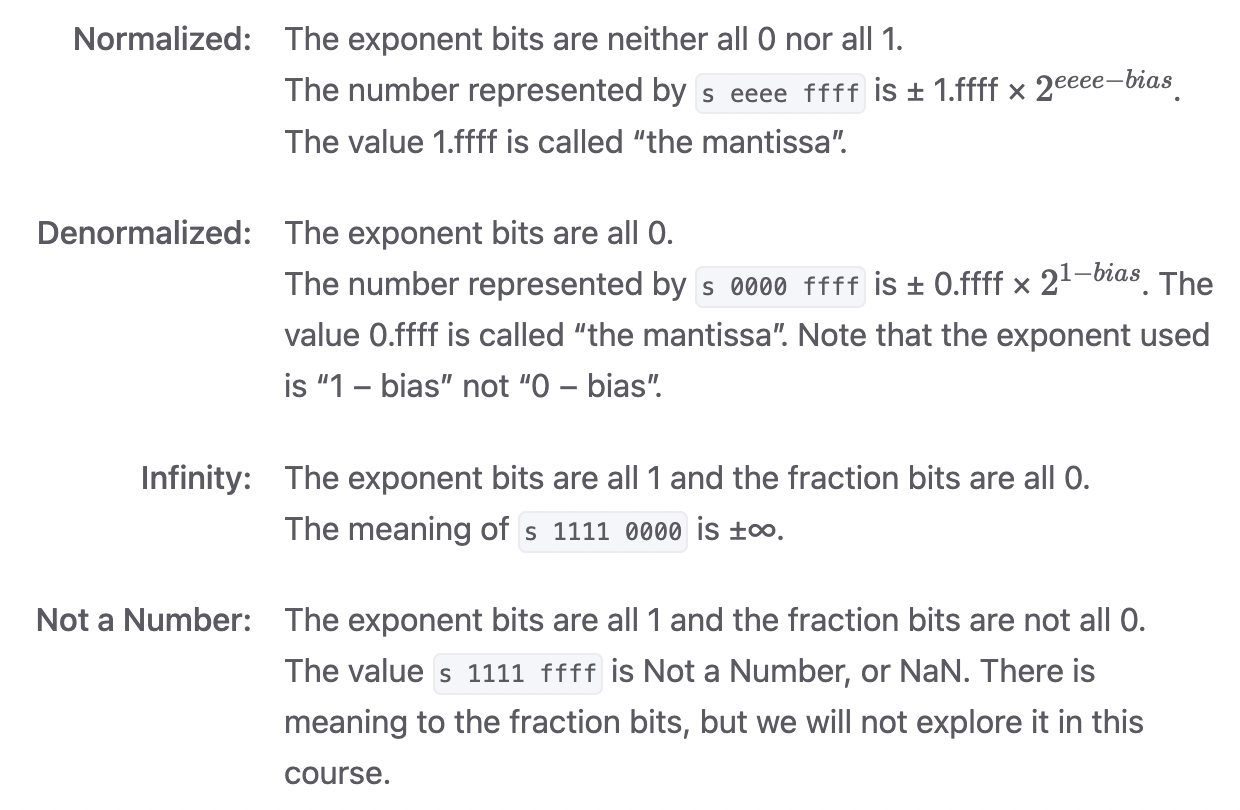 Normalized: The exponent bits are neither all 0 nor all 1.
The number represented by s eeee ffff is ± 1.ffff × 2^{eeee−bias}.
The value 1.ffff is called “the mantissa”.
Denormalized: The exponent bits are all 0.
The number represented by s 0000 ffff is ± 0.ffff × 2^{1−bias}. The
value 0.ffff is called “the mantissa”. Note that the exponent used
is “1 – bias” not “0 – bias”.
Infinity: The exponent bits are all 1 and the fraction bits are all 0.
The meaning of s 1111 0000 is ±∞.
Not a Number: The exponent bits are all 1 and the fraction bits are not all 0.
The value s 1111 ffff is Not a Number, or NaN. There is
meaning to the fraction bits, but we will not explore it in this
course.